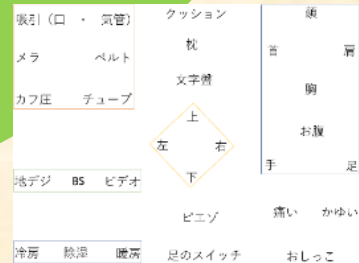 吸引（口 ・ 気管）
メラ ベルト
カフ圧 チューブ
地デジ BS ビデオ
冷房 除湿 暖房
クッション
枕
文字盤
上
左 右
下
ピエゾ
足のスイッチ
顔
首 肩
胸
お腹
手 足
痛い かゆい
おしっこ